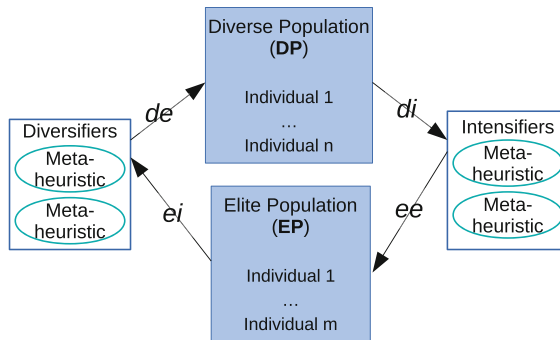 Diverse Population
(DP)
Individual 1
...
Individual n
de
di
Diversifiers
Meta-
heuristic
Meta-
heuristic
Intensifiers
Meta-
heuristic
Meta-
heuristic
ei
ee
Elite Population
(EP)
Individual 1
...
Individual m